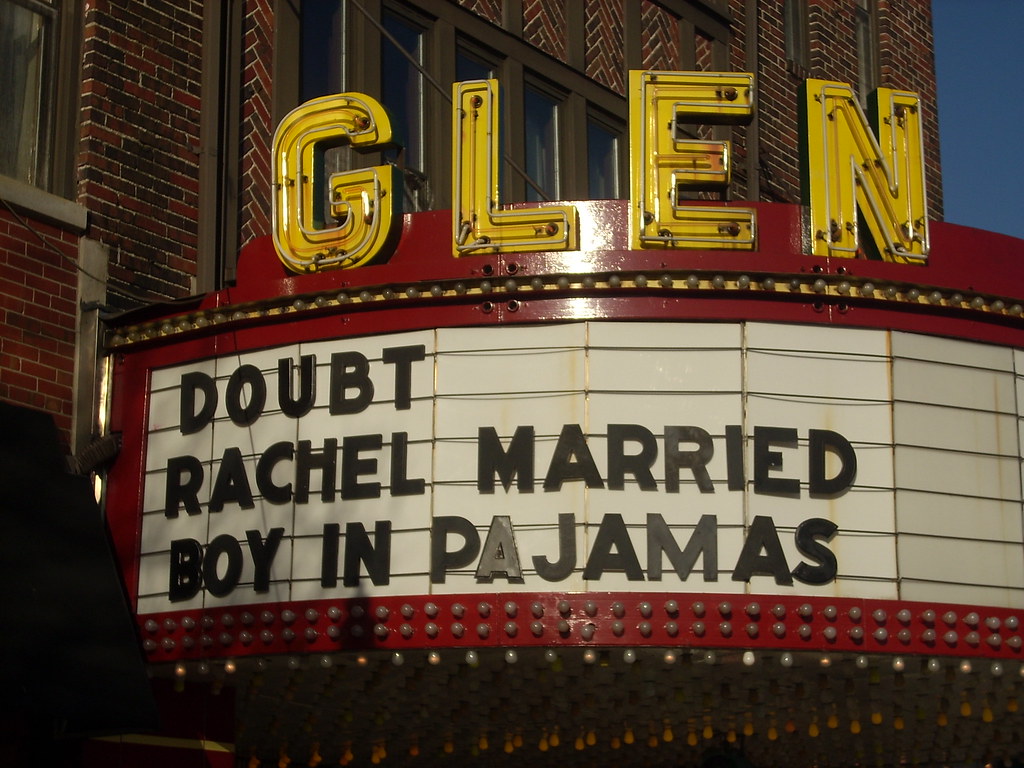 GLEN
DOUBT
RACHEL MARRIED
BOY IN PAJAMAS